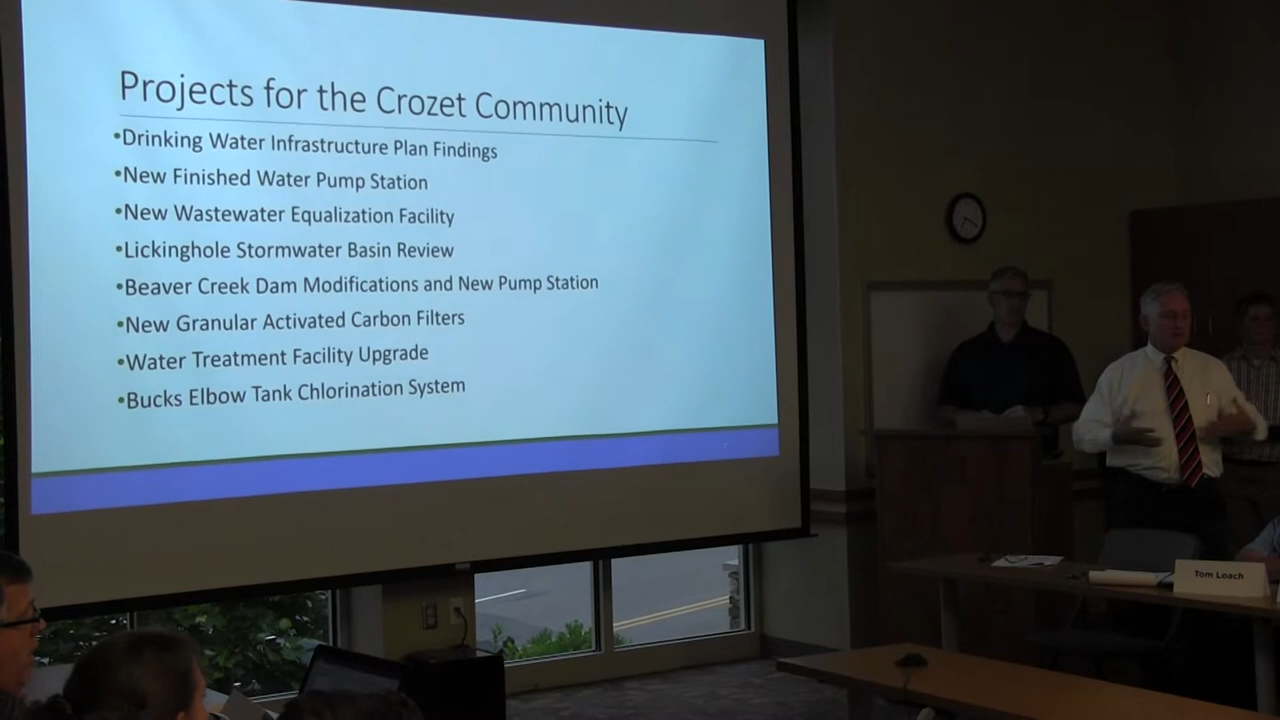 Projects for the Crozet Community
•Drinking Water Infrastructure Plan Findings
•New Finished Water Pump Station
•New Wastewater Equalization Facility
•Lickinghole Stormwater Basin Review
•Beaver Creek Dam Modifications and New Pump Station
•New Granular Activated Carbon Filters
•Water Treatment Facility Upgrade
•Bucks Elbow Tank Chlorination System
Tom Loach